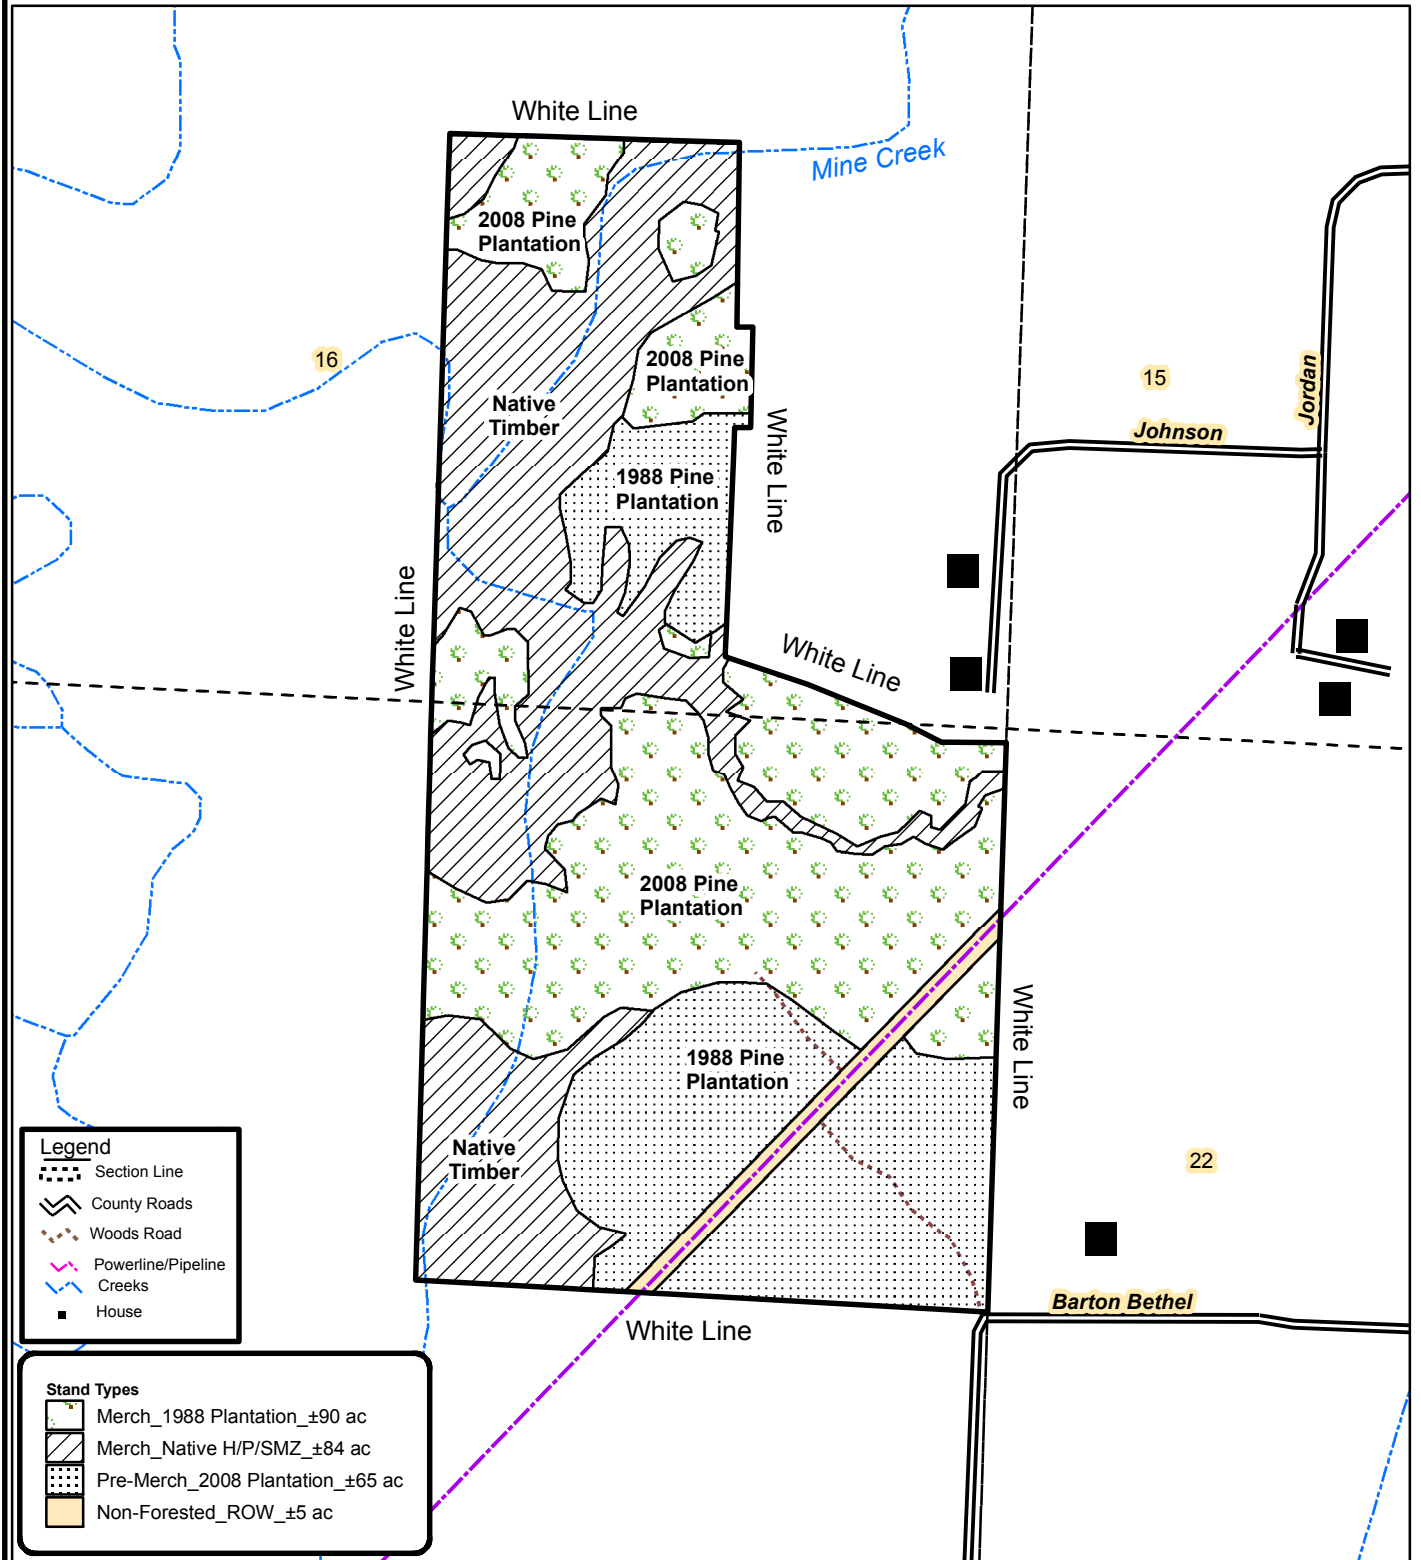 White Line
Mine Creek
2008 Pine
Plantation
16
2008 Pine
Plantation
15
Jordan
Native
Timber
White Line
Johnson
1988 Pine
Plantation
White Line
White Line
2008 Pine
Plantation
White Line
1988 Pine
Plantation
Native
Timber
22
Barton Bethel
White Line
Legend
Section Line
County Roads
Woods Road
Powerline/Pipeline
Creeks
House
Stand Types
Merch_1988 Plantation_±90 ac
Merch_Native H/P/SMZ_±84 ac
Pre-Merch_2008 Plantation_±65 ac
Non-Forested_ROW_±5 ac